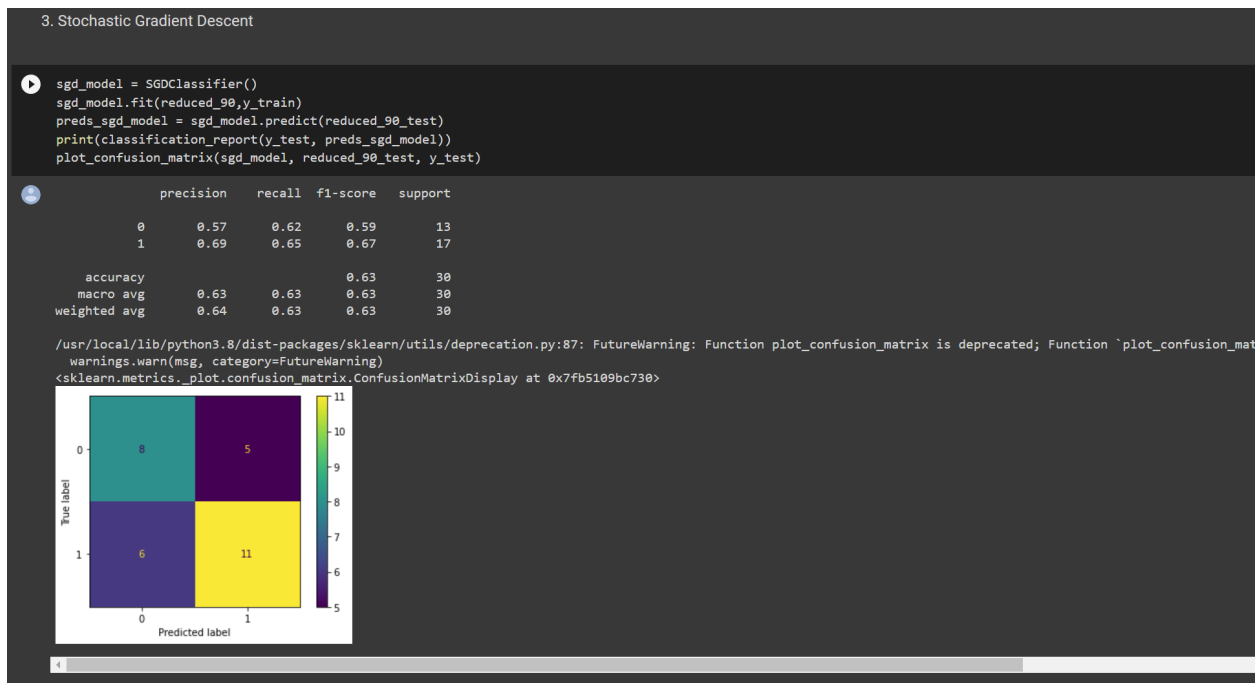 3. Stochastic Gradient Descent
sgd_model = SGDClassifier()
sgd_model.fit(reduced_90,y_train)
preds_sgd_model = sgd_model.predict(reduced_90_test)
print(classification_report(y_test, preds_sgd_model))
plot_confusion_matrix(sgd_model, reduced_90_test, y_test)
precision recall f1-score support
0 0.57 0.62 0.59 13
1 0.69 0.65 0.67 17
accuracy 0.63 30
macro avg 0.63 0.63 0.63 30
weighted avg 0.64 0.63 0.63 30
/usr/local/lib/python3.8/dist-packages/sklearn/utils/deprecation.py:87: FutureWarning: Function plot_confusion_matrix is deprecated; Function `plot_confusion_mat
warnings.warn(msg, category=FutureWarning)
<sklearn.metrics._plot.confusion_matrix.ConfusionMatrixDisplay at 0x7fb5109bc730>
11
10
0 8 5
9
True label
8
7
1 6 11
6
5
0 1
Predicted label